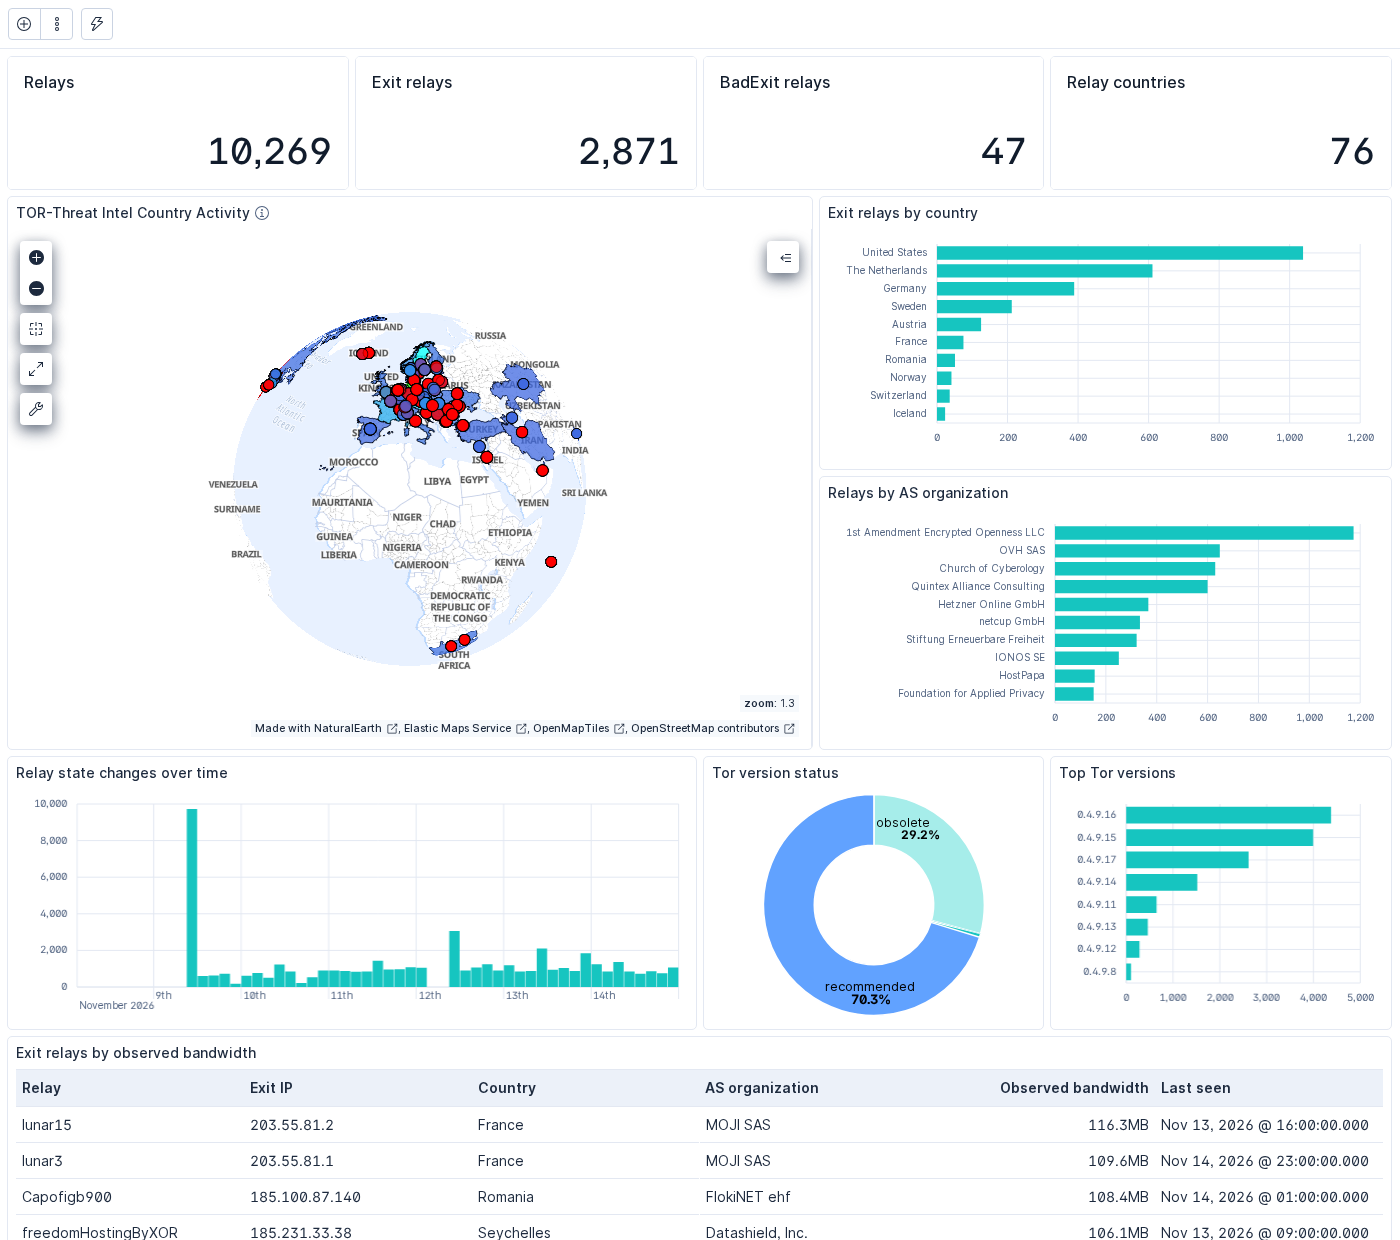 Relays
10,269
Exit relays
2,871
BadExit relays
47
Relay countries
76
TOR-Threat Intel Country Activity
GREENLAND
RUSSIA
MONGOLIA
UZBEKISTAN
PAKISTAN
INDIA
TURKEY
IRAN
North
Atlantic
Ocean
MOROCCO
LIBYA
EGYPT
VENEZUELA
SURINAME
BRAZIL
MAURITANIA
NIGER
CHAD
YEMEN
SRI LANKA
GUINEA
LIBERIA
NIGERIA
CAMEROON
ETHIOPIA
KENYA
RWANDA
DEMOCRATIC
REPUBLIC OF
THE CONGO
SOUTH
AFRICA
zoom: 1.3
Made with NaturalEarth, Elastic Maps Service, OpenMapTiles, OpenStreetMap contributors
Exit relays by country
United States
The Netherlands
Germany
Sweden
Austria
France
Romania
Norway
Switzerland
Iceland
0 200 400 600 800 1,000 1,200
Relays by AS organization
1st Amendment Encrypted Openness LLC
OVH SAS
Church of Cyberology
Quintex Alliance Consulting
Hetzner Online GmbH
netcup GmbH
Stiftung Erneuerbare Freiheit
IONOS SE
HostPapa
Foundation for Applied Privacy
0 200 400 600 800 1,000 1,200
Relay state changes over time
10,000
8,000
6,000
4,000
2,000
0
9th 10th 11th 12th 13th 14th
November 2026
Tor version status
obsolete
29.2%
recommended
70.3%
Top Tor versions
0.4.9.16
0.4.9.15
0.4.9.17
0.4.9.14
0.4.9.11
0.4.9.13
0.4.9.12
0.4.9.8
0 1,000 2,000 3,000 4,000 5,000
Exit relays by observed bandwidth
Relay Exit IP Country AS organization Observed bandwidth Last seen
lunar15 203.55.81.2 France MOJI SAS 116.3MB Nov 13, 2026 @ 16:00:00.000
lunar3 203.55.81.1 France MOJI SAS 109.6MB Nov 14, 2026 @ 23:00:00.000
Capofigb900 185.100.87.140 Romania FlokiNET ehf 108.4MB Nov 14, 2026 @ 01:00:00.000
freedomHostingByXOR 185.231.33.38 Seychelles Datashield, Inc. 106.1MB Nov 13, 2026 @ 09:00:00.000